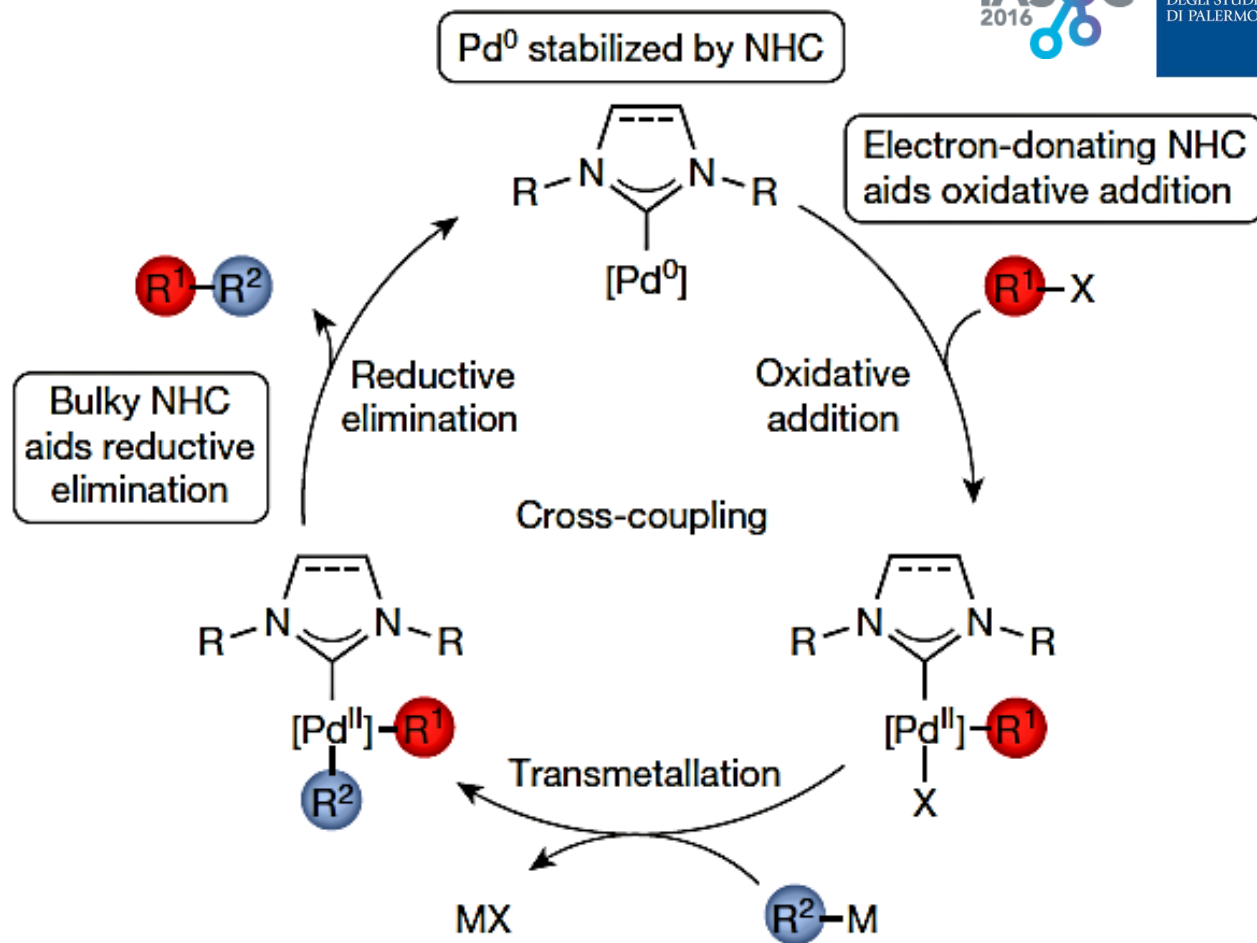 2016
DI PALERMO
Pd⁰ stabilized by NHC
Electron-donating NHC
aids oxidative addition
R N N R
[Pd⁰]
R¹-R²
R¹-X
Reductive
elimination
Oxidative
addition
Bulky NHC
aids reductive
elimination
Cross-coupling
R N N R
[Pdᴵᴵ]-R¹
R²
R N N R
[Pdᴵᴵ]-R¹
X
Transmetallation
MX
R²-M